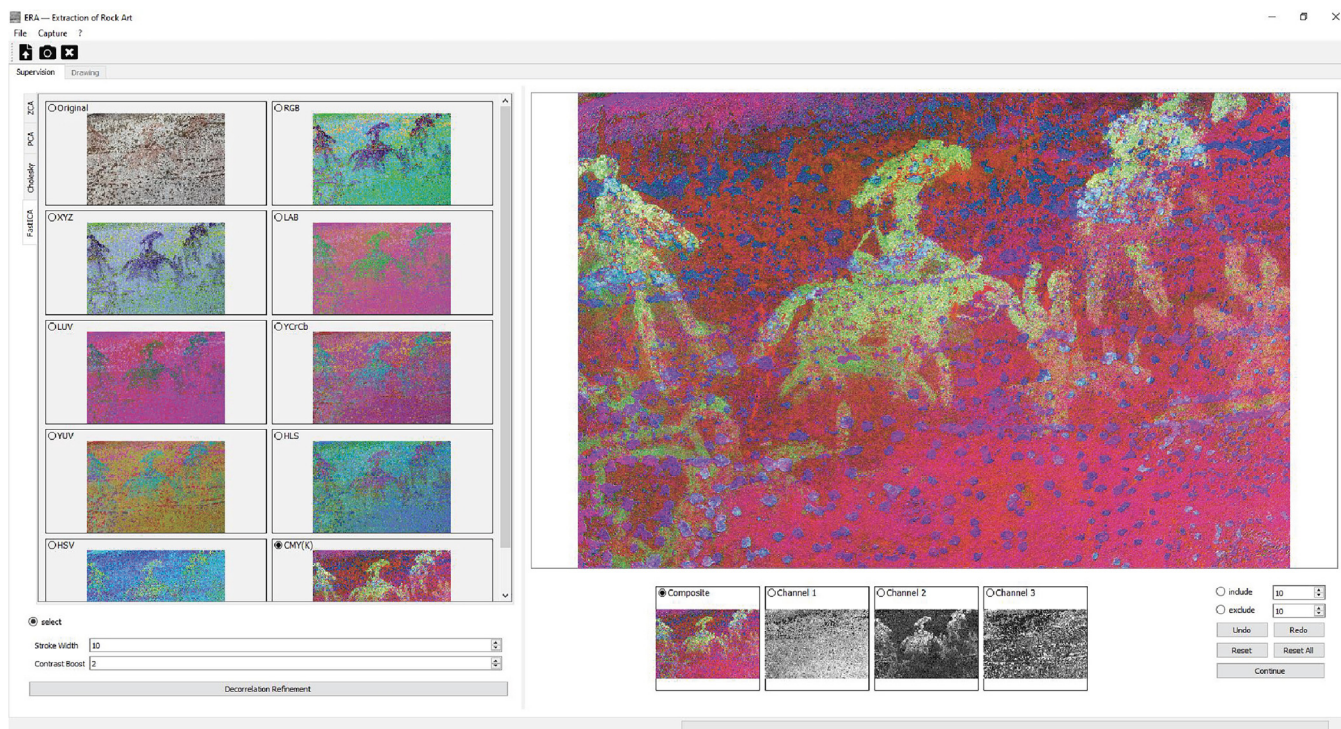 ERA — Extraction of Rock Art
File Capture ?
Supervision Drawing
ZCA
PCA
Cholesky
FastICA
Original
RGB
XYZ
LAB
LUV
YCrCb
YUV
HLS
HSV
CMY(K)
select
Stroke Width 10
Contrast Boost 2
Decorrelation Refinement
Composite
Channel 1
Channel 2
Channel 3
include 10
exclude 10
Undo Redo
Reset Reset All
Continue